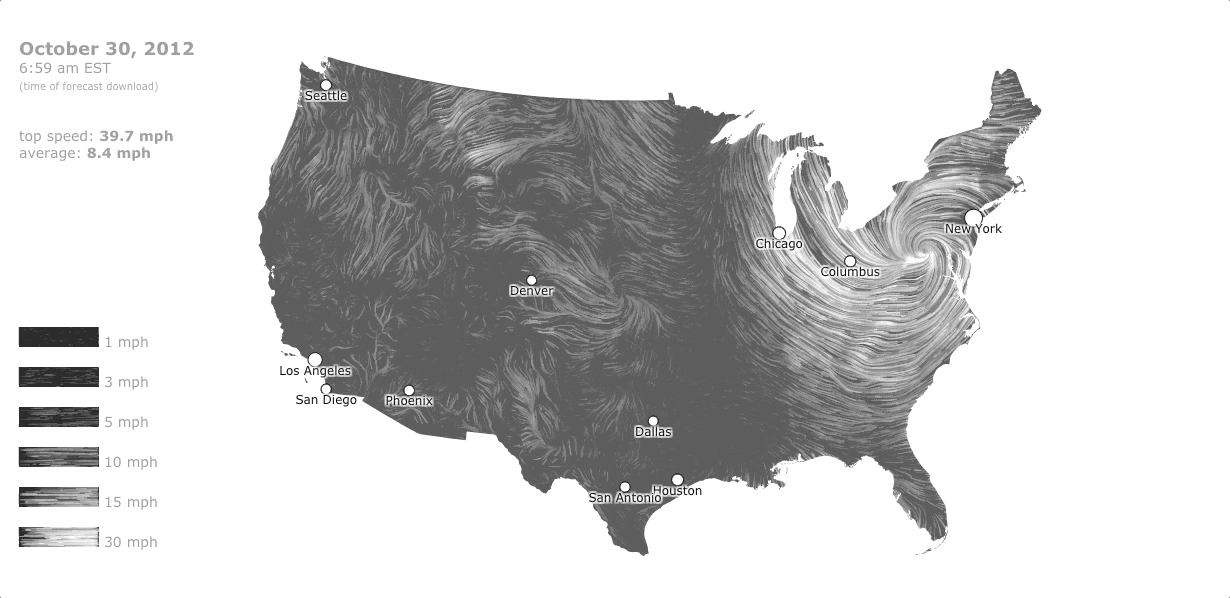 October 30, 2012
6:59 am EST
(time of forecast download)
top speed: 39.7 mph
average: 8.4 mph
1 mph
3 mph
5 mph
10 mph
15 mph
30 mph
Seattle
New York
Chicago
Columbus
Denver
Los Angeles
San Diego
Phoenix
Dallas
Houston
San Antonio